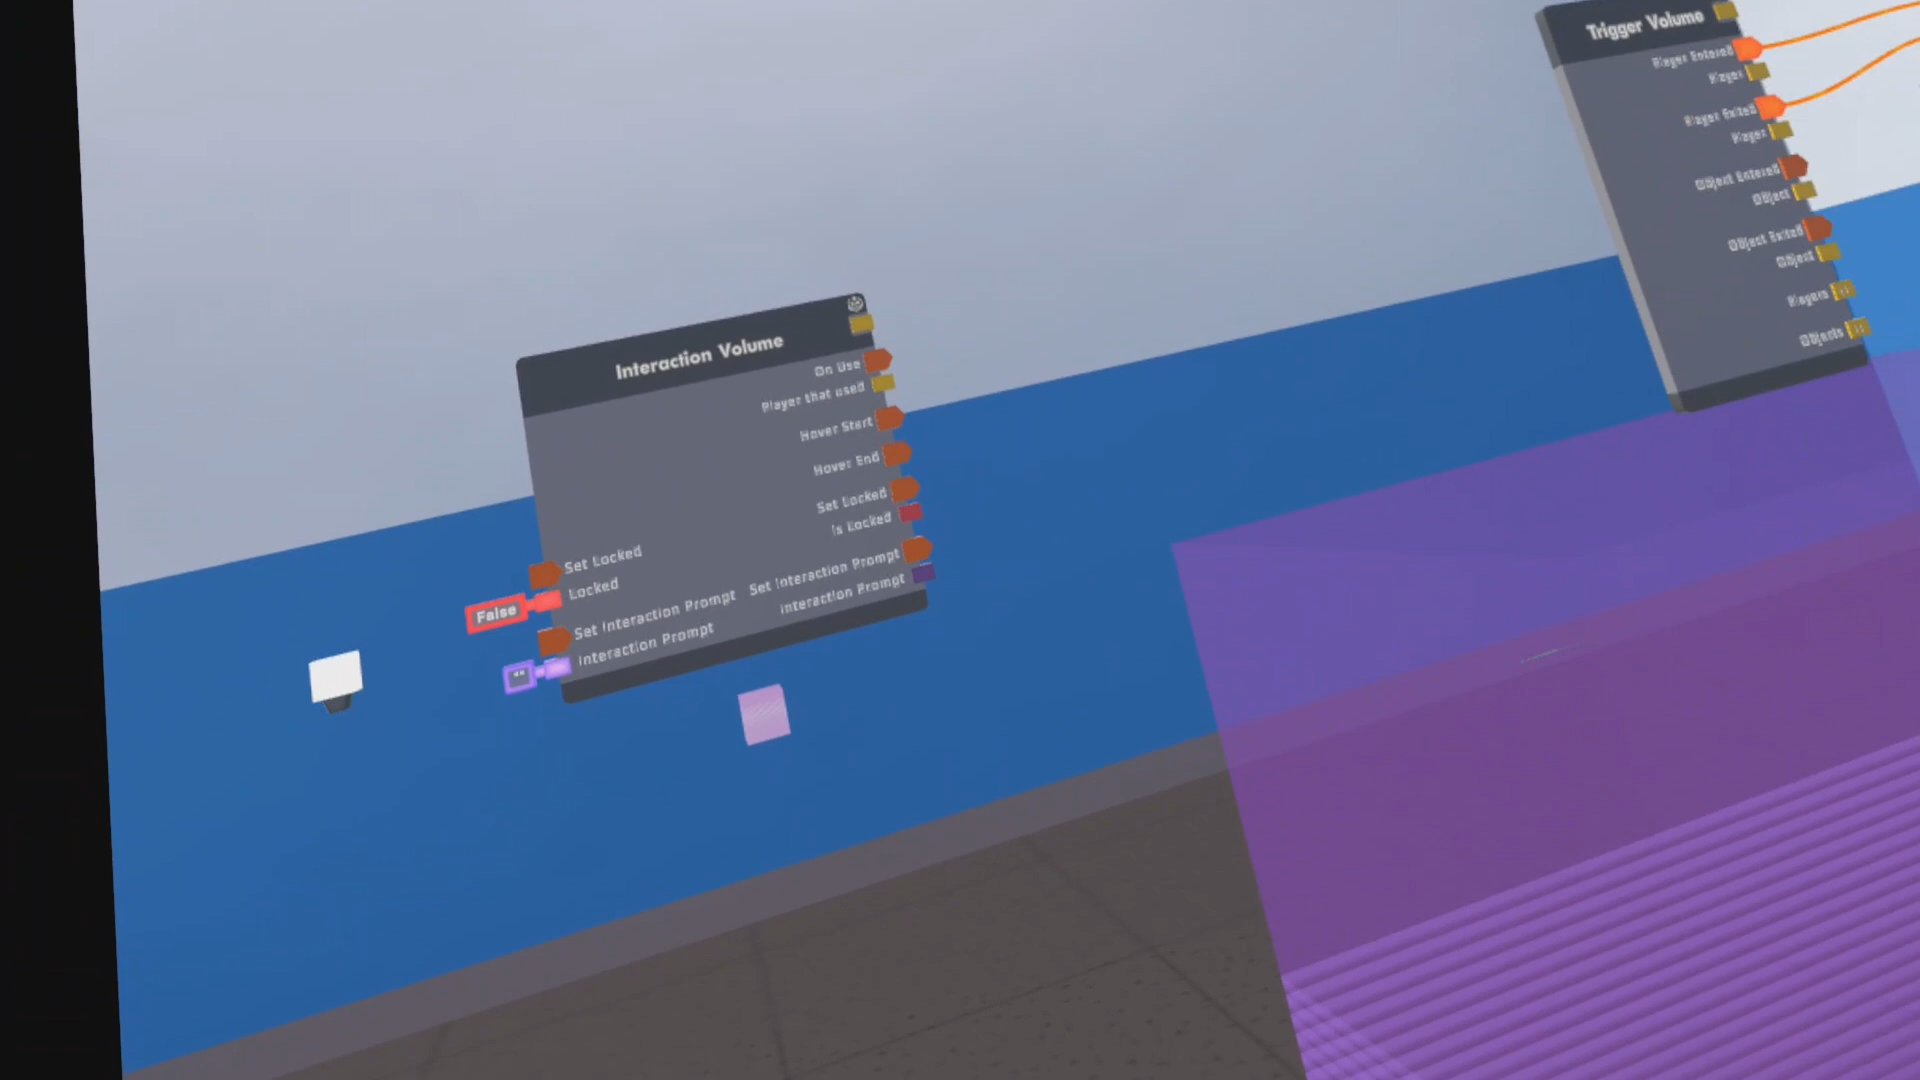 Trigger Volume
Player Entered
Player
Player Exited
Player
Object Entered
Object
Object Exited
Object
Players
Objects
Interaction Volume
On Use
Player that used
Hover Start
Hover End
Set Locked
Is Locked
Set Interaction Prompt
Interaction Prompt
Set Locked
Locked
False
Set Interaction Prompt
Interaction Prompt
""